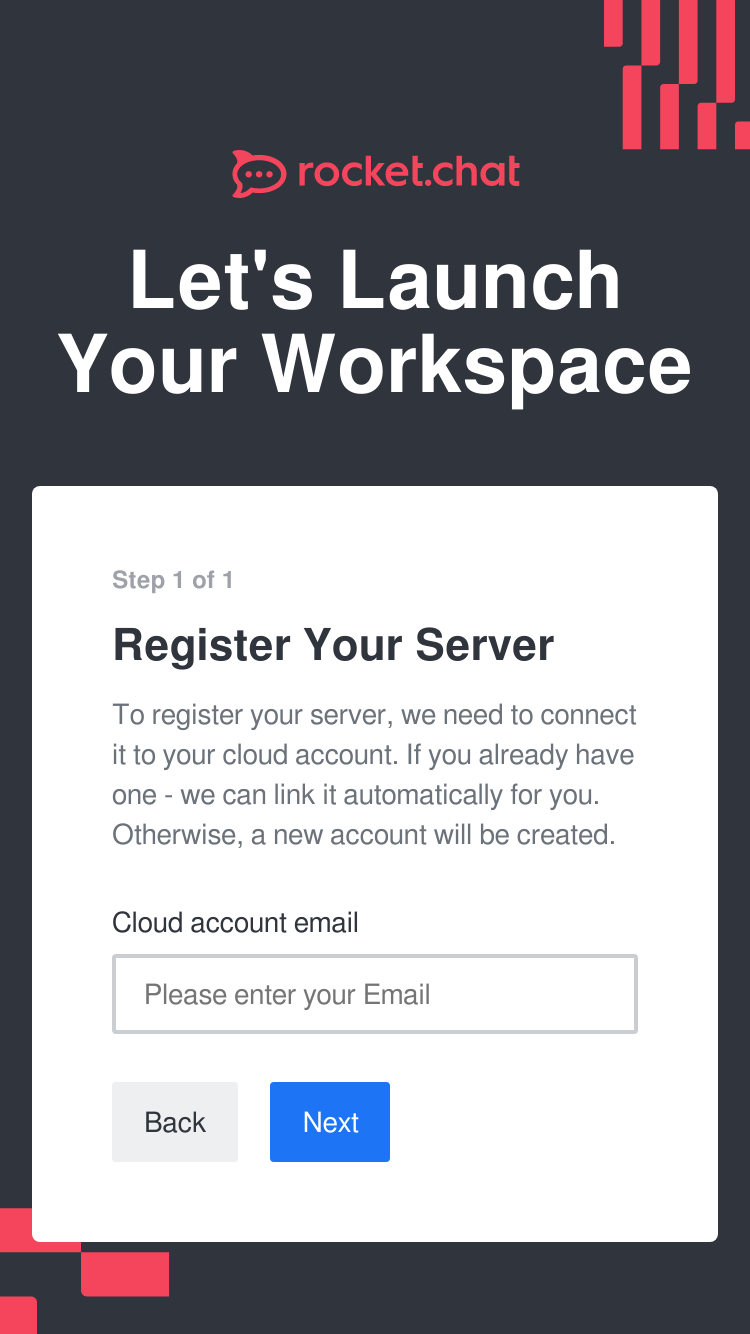 rocket.chat
Let's Launch
Your Workspace
Step 1 of 1
Register Your Server
To register your server, we need to connect
it to your cloud account. If you already have
one - we can link it automatically for you.
Otherwise, a new account will be created.
Cloud account email
Please enter your Email
Back Next